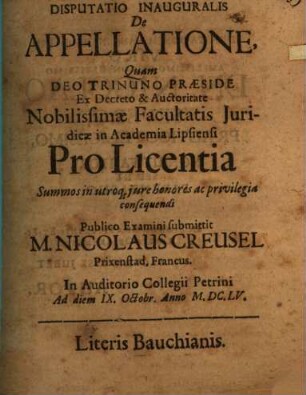 DISPUTATIO INAUGURALIS
De
APPELLATIONE,
Quam
DEO TRINUNO PRÆSIDE
Ex Decreto & Auctoritate
Nobilissimæ Facultatis Juri-
dicæ in Academia Lipsiensi
Pro Licentia
Summos in utroq; jure honores ac privilegia
consequendi
Publico Examini submittit
M. NICOLAUS CREUSEL
Prixenstad, Francus.
In Auditorio Collegii Petrini
Ad diem IX. Octobr. Anno M. DC. LV.
Literis Bauchianis.